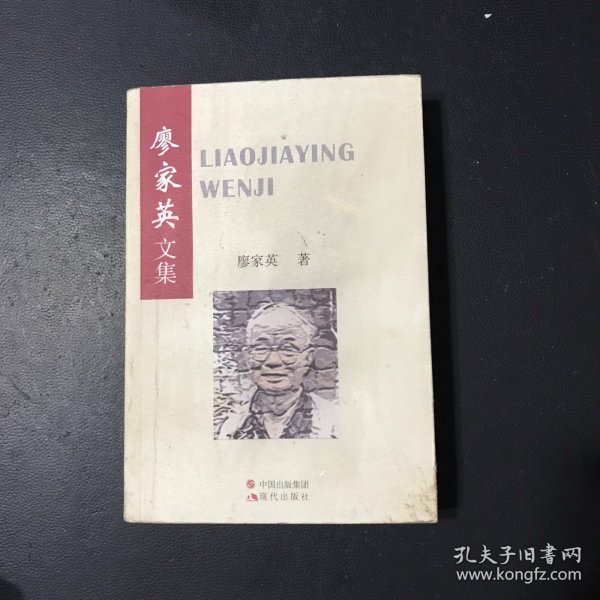 廖家英文集
LIAOJIAYING
WENJI
廖家英 著
中国出版集团
现代出版社
孔夫子旧书网
www.kongfz.com